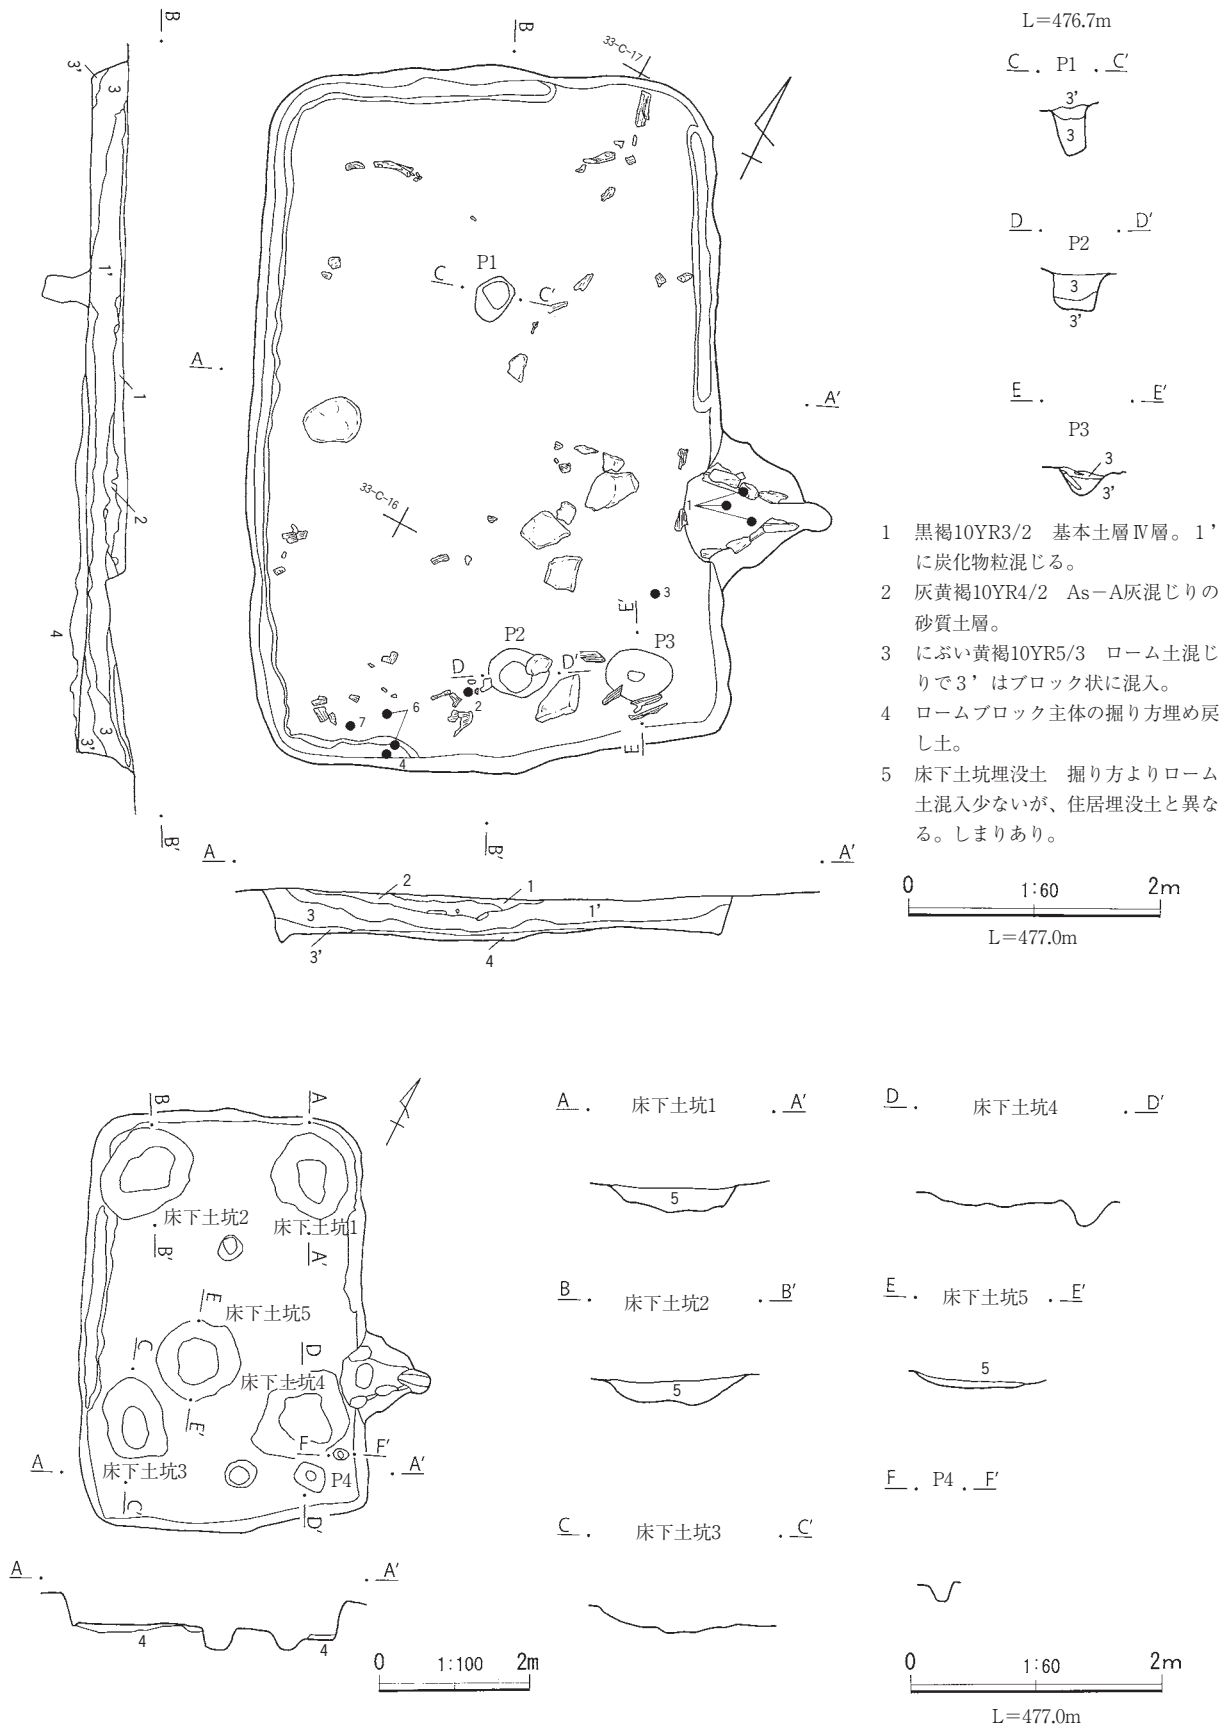 B
B
33-C-17
L=476.7m
C . P1 . C'
3'
3
D . P2 . D'
3
3'
E . P3 . E'
3
3'
3'
3
1'
1
2
4
3
3'
B'
A
A'
C P1 C'
33-C-16
1
3
E'
D P2 D'
P3
2
6
7
4
E
B'
A . . A'
2
1
3
1'
3'
4
1 黒褐10YR3/2 基本土層Ⅳ層。1’
に炭化物粒混じる。
2 灰黄褐10YR4/2 As-A灰混じりの
砂質土層。
3 にぶい黄褐10YR5/3 ローム土混じ
りで3’はブロック状に混入。
4 ロームブロック主体の掘り方埋め戻
し土。
5 床下土坑埋没土 掘り方よりローム
土混入少ないが、住居埋没土と異な
る。しまりあり。
0 1:60 2m
L=477.0m
B
A
床下土坑2
床下土坑1
B'
A'
E
床下土坑5
C
D
床下土坑4
E'
F F'
A
床下土坑3
P4
A'
C'
D'
A . . A'
4
4
0 1:100 2m
A . 床下土坑1 . A'
5
B . 床下土坑2 . B'
5
C . 床下土坑3 . C'
D . 床下土坑4 . D'
E . 床下土坑5 . E'
5
F . P4 . F'
0 1:60 2m
L=477.0m